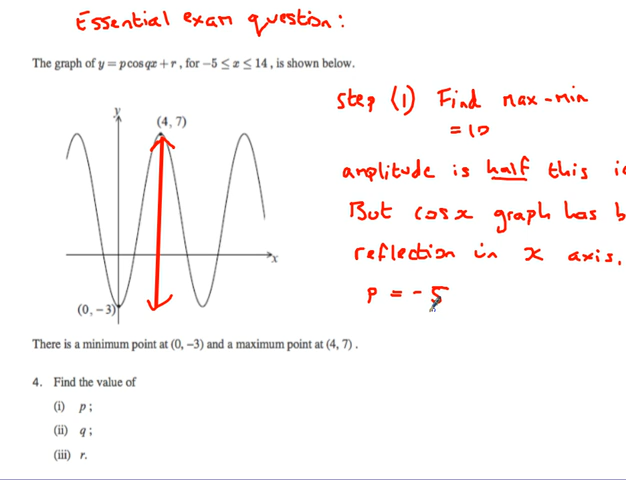 Essential exam question:
The graph of y = p cos qx + r, for −5 ≤ x ≤ 14, is shown below.
step (1) Find max-min
= 10
y
(4, 7)
amplitude is half this i
But cosx graph has b
reflection in x axis.
x
p = -5
(0, −3)
There is a minimum point at (0, −3) and a maximum point at (4, 7) .
4. Find the value of
(i) p ;
(ii) q ;
(iii) r.